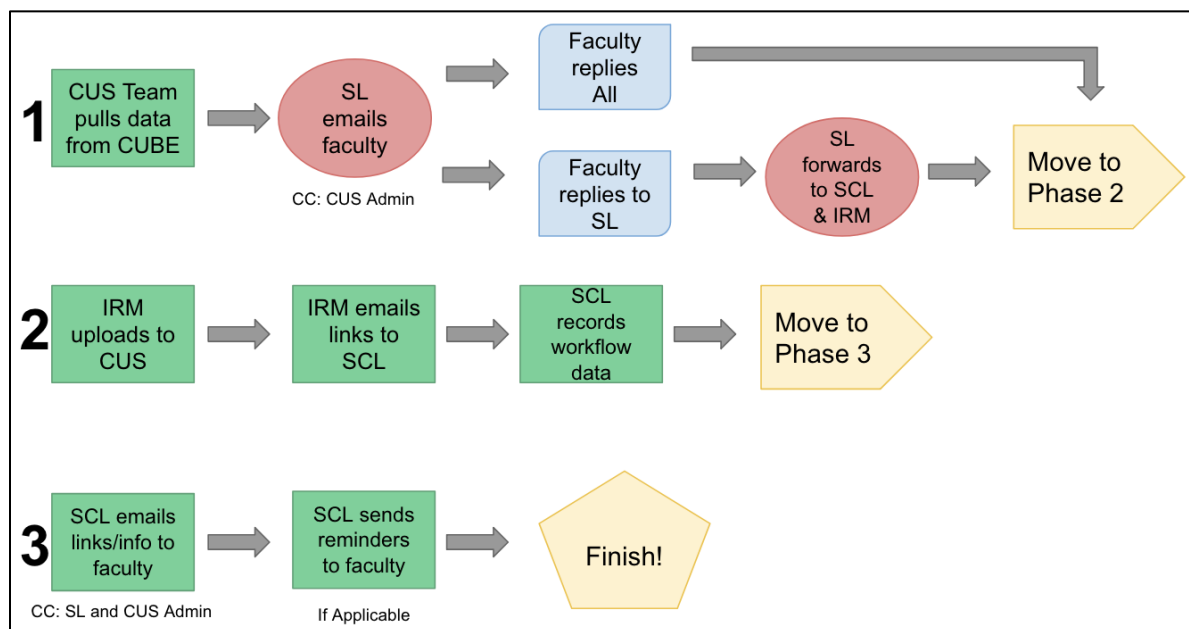 1
CUS Team
pulls data
from CUBE
SL
emails
faculty
CC: CUS Admin
Faculty
replies
All
Faculty
replies to
SL
SL
forwards
to SCL
& IRM
Move to
Phase 2
2
IRM
uploads to
CUS
IRM emails
links to
SCL
SCL
records
workflow
data
Move to
Phase 3
3
SCL emails
links/info to
faculty
CC: SL and CUS Admin
SCL sends
reminders
to faculty
If Applicable
Finish!